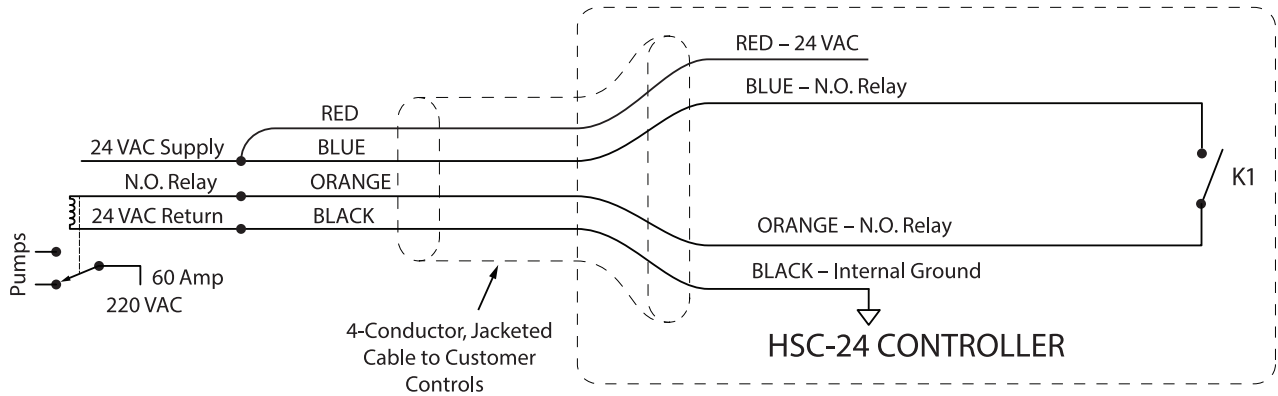 RED – 24 VAC
BLUE – N.O. Relay
RED
24 VAC Supply
BLUE
N.O. Relay
ORANGE
24 VAC Return
BLACK
K1
ORANGE – N.O. Relay
Pumps
60 Amp
220 VAC
BLACK – Internal Ground
4-Conductor, Jacketed
Cable to Customer
Controls
HSC-24 CONTROLLER